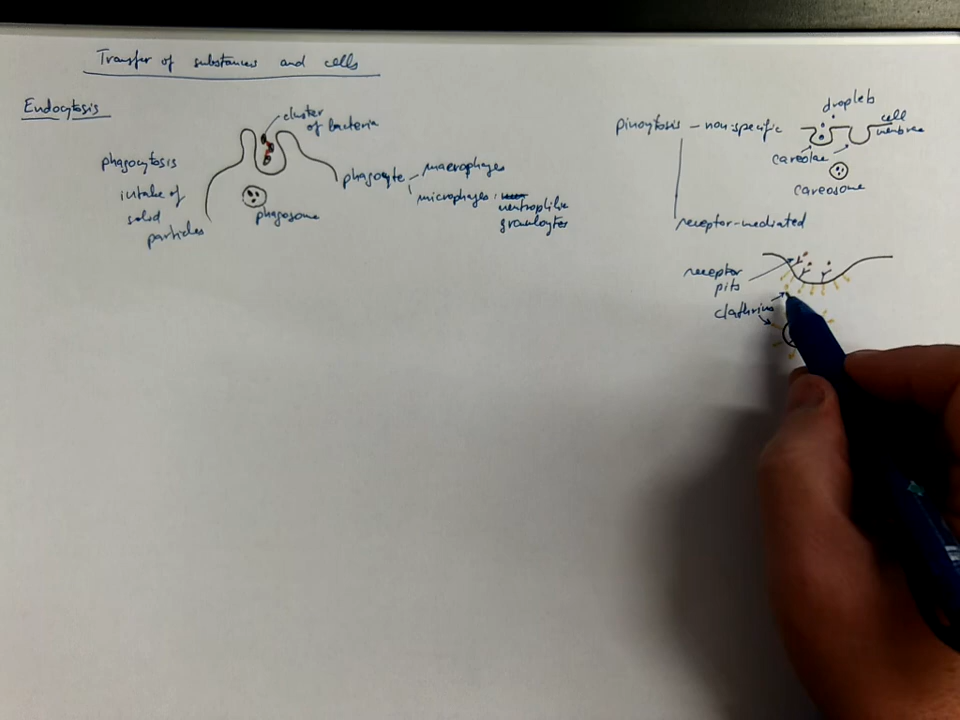 Transfer of substances and cells
Endocytosis
cluster
of bacteria
phagocytosis
intake of
solid
particles
phagosome
phagocyte
macrophages
microphages:
neutrophilic
granulocytes
pinocytosis - non-specific
droplets
cell
membrane
caveolae
caveosome
receptor-mediated
receptor
pits
clathrins